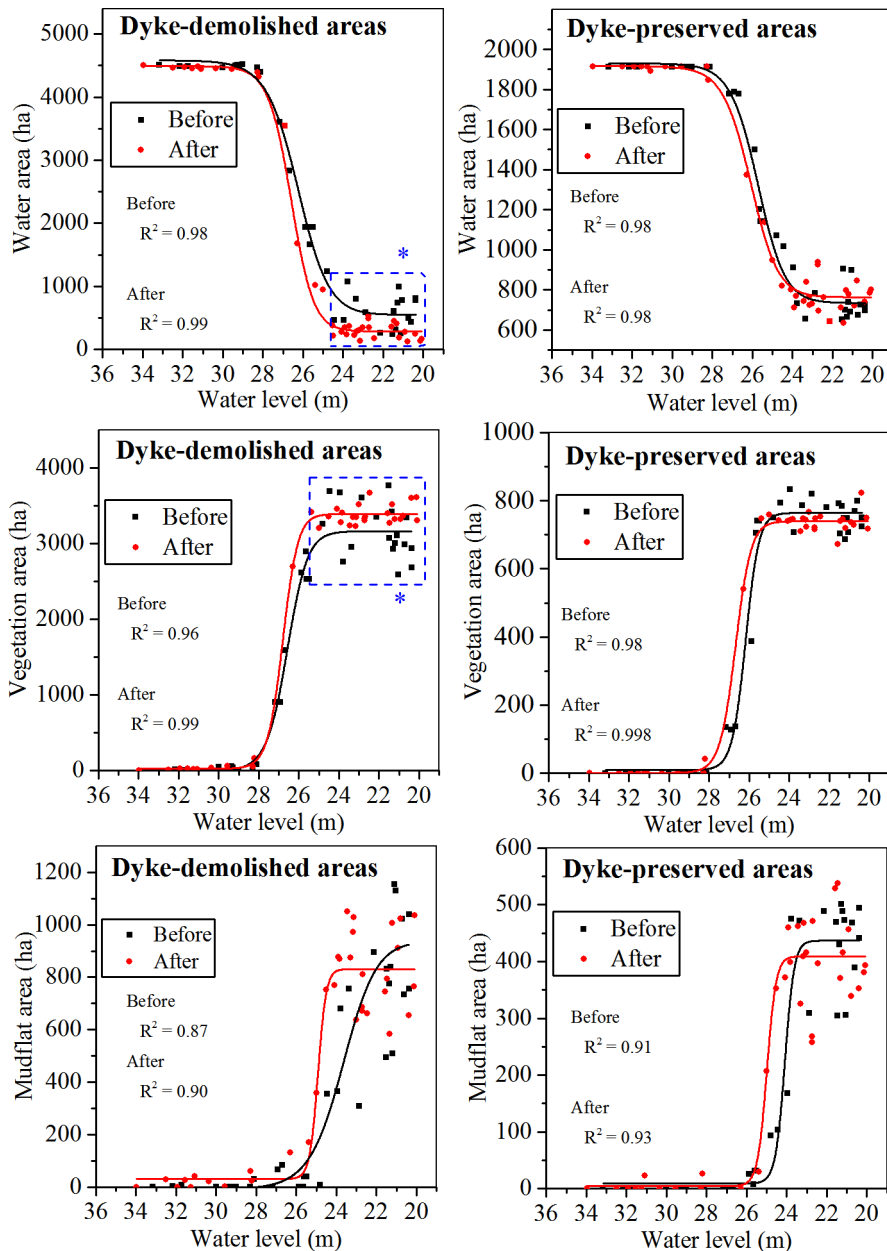 Dyke-demolished areas
Water area (ha)
5000
4000
3000
2000
1000
0
Before
After
Before
R² = 0.98
After
R² = 0.99
*
36 34 32 30 28 26 24 22 20
Water level (m)
Dyke-preserved areas
Water area (ha)
2000
1800
1600
1400
1200
1000
800
600
Before
After
Before
R² = 0.98
After
R² = 0.98
36 34 32 30 28 26 24 22 20
Water level (m)
Dyke-demolished areas
Vegetation area (ha)
4000
3000
2000
1000
0
Before
After
Before
R² = 0.96
After
R² = 0.99
*
36 34 32 30 28 26 24 22 20
Water level (m)
Dyke-preserved areas
Vegetation area (ha)
1000
800
600
400
200
0
Before
After
Before
R² = 0.98
After
R² = 0.998
36 34 32 30 28 26 24 22 20
Water level (m)
Dyke-demolished areas
Mudflat area (ha)
1200
1000
800
600
400
200
0
Before
After
Before
R² = 0.87
After
R² = 0.90
36 34 32 30 28 26 24 22 20
Water level (m)
Dyke-preserved areas
Mudflat area (ha)
600
500
400
300
200
100
0
Before
After
Before
R² = 0.91
After
R² = 0.93
36 34 32 30 28 26 24 22 20
Water level (m)